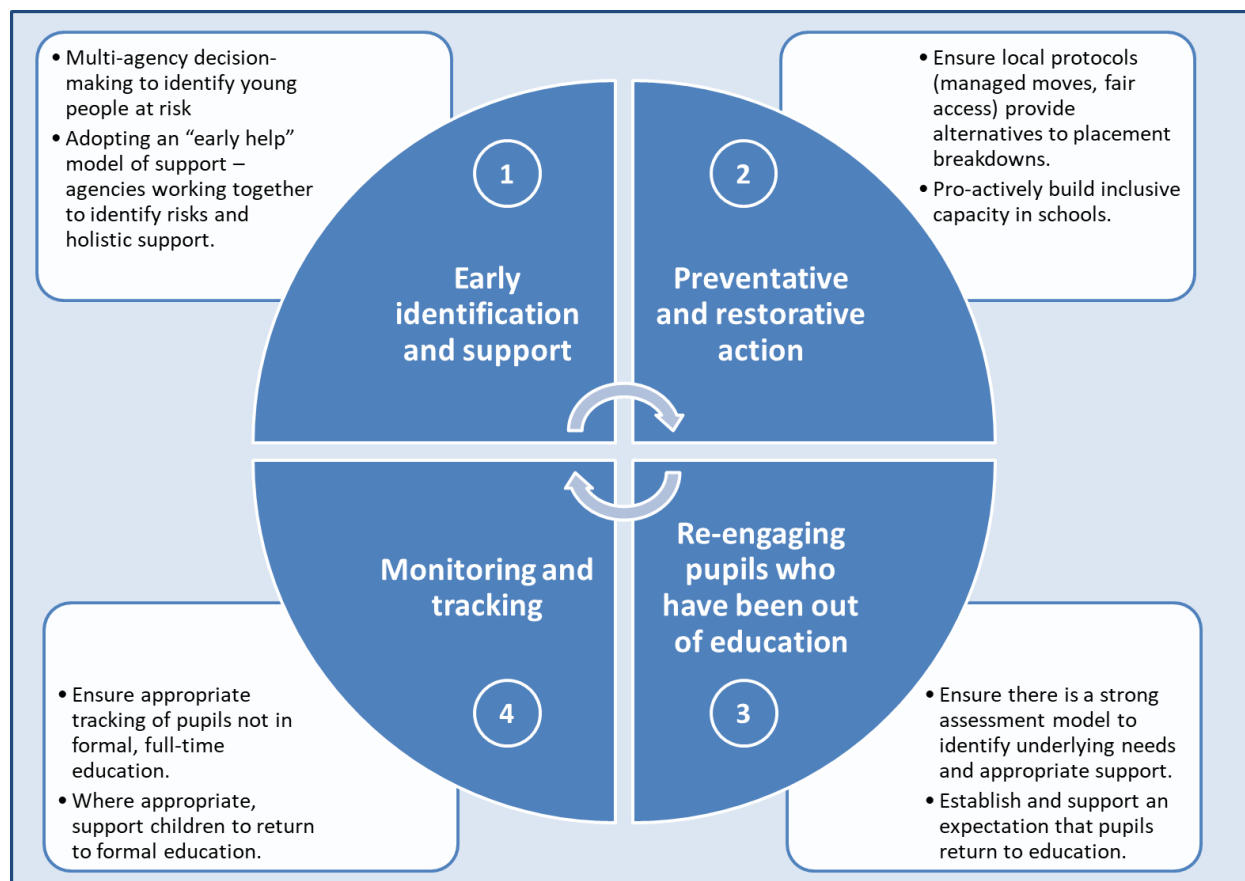 • Multi-agency decision-
making to identify young
people at risk
• Adopting an “early help”
model of support –
agencies working together
to identify risks and
holistic support.
1
Early
identification
and support
• Ensure local protocols
(managed moves, fair
access) provide
alternatives to placement
breakdowns.
• Pro-actively build inclusive
capacity in schools.
2
Preventative
and restorative
action
Re-engaging
pupils who
have been out
of education
3
• Ensure there is a strong
assessment model to
identify underlying needs
and appropriate support.
• Establish and support an
expectation that pupils
return to education.
Monitoring and
tracking
4
• Ensure appropriate
tracking of pupils not in
formal, full-time
education.
• Where appropriate,
support children to return
to formal education.